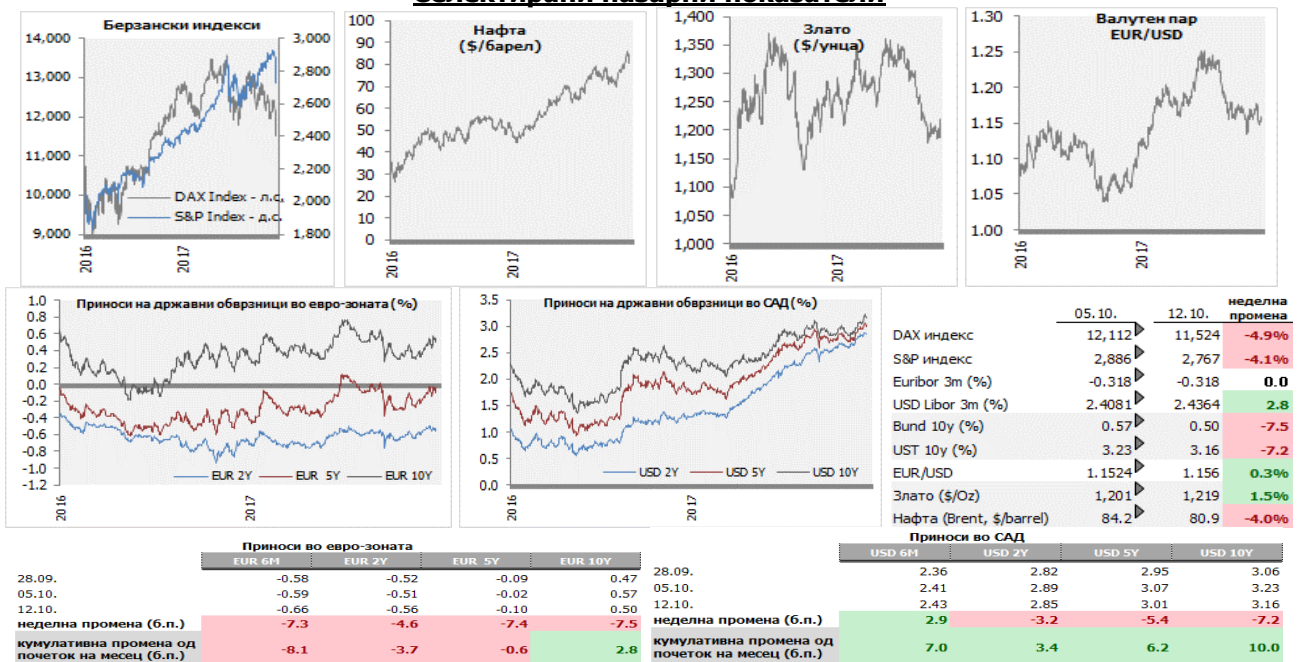 Селектирани пазарни показатели
Берзански индекси
14,000
13,000
12,000
11,000
10,000
9,000
3,000
2,800
2,600
2,400
2,200
2,000
1,800
DAX Index - л.с.
S&P Index - д.с.
2016
2017
Нафта
($/барел)
100
90
80
70
60
50
40
30
20
10
0
2016
2017
Злато
($/унца)
1,400
1,350
1,300
1,250
1,200
1,150
1,100
1,050
1,000
2016
2017
Валутен пар
EUR/USD
1.30
1.25
1.20
1.15
1.10
1.05
1.00
2016
2017
Приноси на државни обврзници во евро-зоната (%)
1.0
0.8
0.6
0.4
0.2
0.0
-0.2
-0.4
-0.6
-0.8
-1.0
-1.2
EUR 2Y EUR 5Y EUR 10Y
2016
2017
Приноси на државни обврзници во САД (%)
3.5
3.0
2.5
2.0
1.5
1.0
0.5
0.0
USD 2Y USD 5Y USD 10Y
2016
2017
05.10. 12.10. неделна промена
DAX индекс 12,112 11,524 -4.9%
S&P индекс 2,886 2,767 -4.1%
Euribor 3m (%) -0.318 -0.318 0.0
USD Libor 3m (%) 2.4081 2.4364 2.8
Bund 10y (%) 0.57 0.50 -7.5
UST 10y (%) 3.23 3.16 -7.2
EUR/USD 1.1524 1.156 0.3%
Злато ($/Oz) 1,201 1,219 1.5%
Нафта (Brent, $/barrel) 84.2 80.9 -4.0%
Приноси во евро-зоната
EUR 6M EUR 2Y EUR 5Y EUR 10Y
28.09. -0.58 -0.52 -0.09 0.47
05.10. -0.59 -0.51 -0.02 0.57
12.10. -0.66 -0.56 -0.10 0.50
неделна промена (б.п.) -7.3 -4.6 -7.4 -7.5
кумулативна промена од
почеток на месец (б.п.) -8.1 -3.7 -0.6 2.8
Приноси во САД
USD 6M USD 2Y USD 5Y USD 10Y
28.09. 2.36 2.82 2.95 3.06
05.10. 2.41 2.89 3.07 3.23
12.10. 2.43 2.85 3.01 3.16
неделна промена (б.п.) 2.9 -3.2 -5.4 -7.2
кумулативна промена од
почеток на месец (б.п.) 7.0 3.4 6.2 10.0